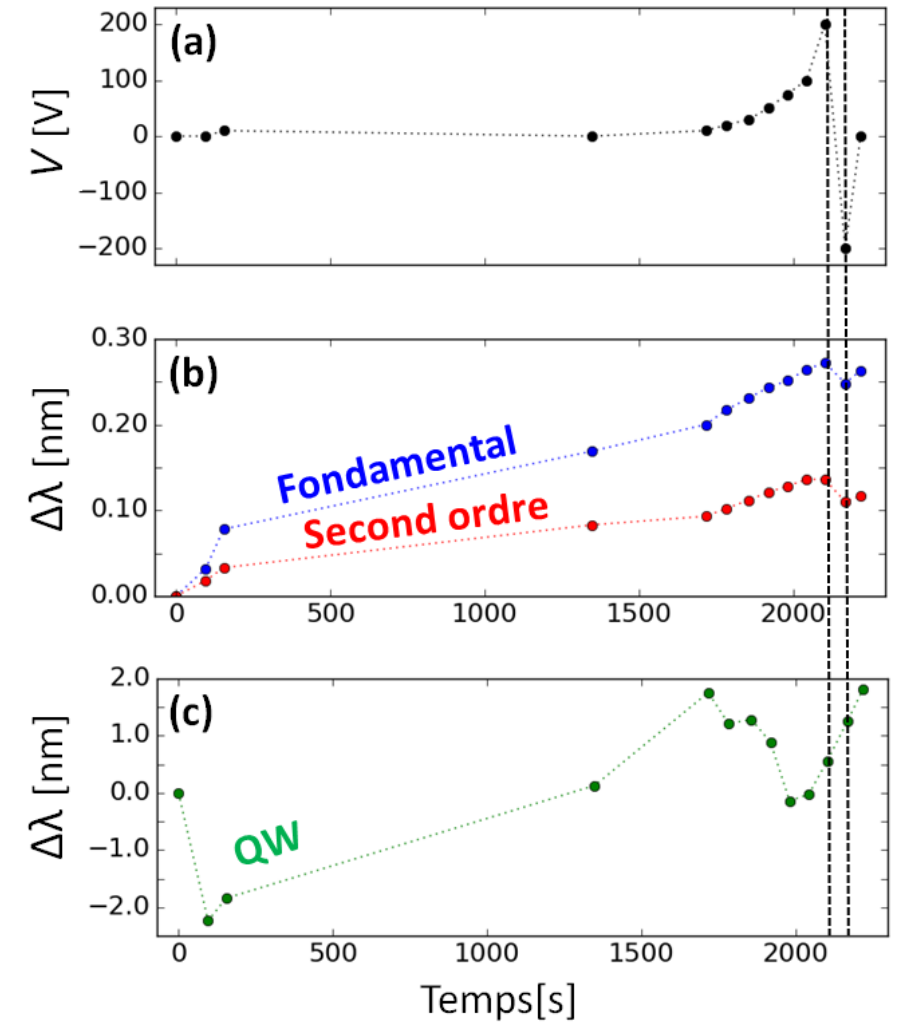 (a)
V [V]
200
100
0
−100
−200
(b)
Δλ [nm]
0.30
0.20
0.10
0.00
Fondamental
Second ordre
0 500 1000 1500 2000
(c)
Δλ [nm]
2.0
1.0
0.0
−1.0
−2.0
QW
0 500 1000 1500 2000
Temps[s]